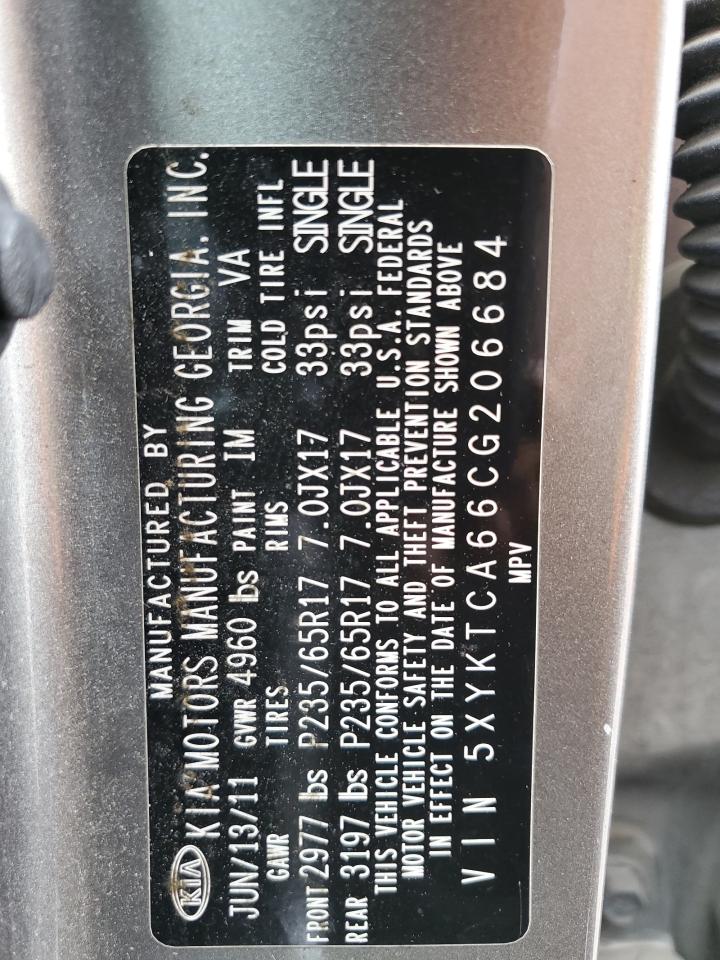 MANUFACTURED BY
KIA KIA MOTORS MANUFACTURING GEORGIA, INC.
JUN/13/11 GVWR 4960 lbs PAINT IM TRIM VA
GAWR TIRES RIMS COLD TIRE INFL
FRONT 2977 lbs P235/65R17 7.0JX17 33psi SINGLE
REAR 3197 lbs P235/65R17 7.0JX17 33psi SINGLE
THIS VEHICLE CONFORMS TO ALL APPLICABLE U.S.A. FEDERAL
MOTOR VEHICLE SAFETY AND THEFT PREVENTION STANDARDS
IN EFFECT ON THE DATE OF MANUFACTURE SHOWN ABOVE
VIN 5XYKTCA66CG206684
MPV